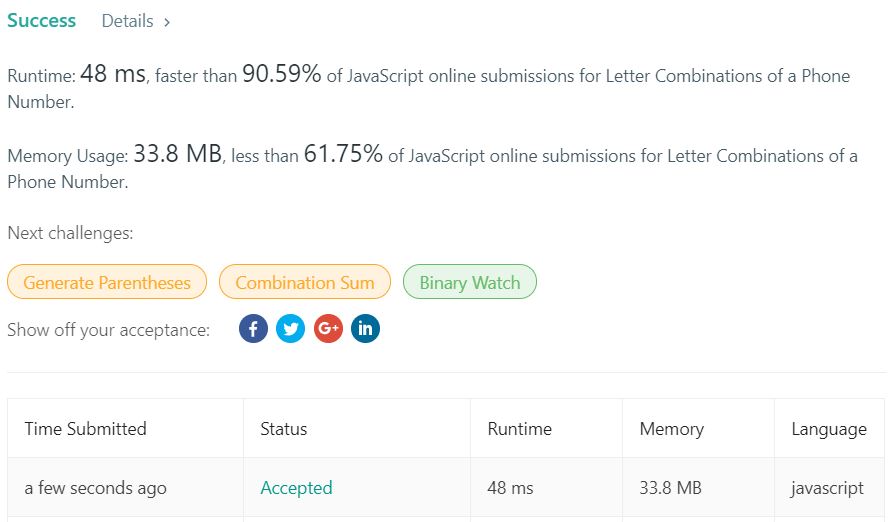 Success Details ›
Runtime: 48 ms, faster than 90.59% of JavaScript online submissions for Letter Combinations of a Phone
Number.
Memory Usage: 33.8 MB, less than 61.75% of JavaScript online submissions for Letter Combinations of a
Phone Number.
Next challenges:
Generate Parentheses Combination Sum Binary Watch
Show off your acceptance: f G+ in
Time Submitted Status Runtime Memory Language
a few seconds ago Accepted 48 ms 33.8 MB javascript